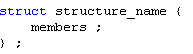 struct structure_name {
members ;
} ;